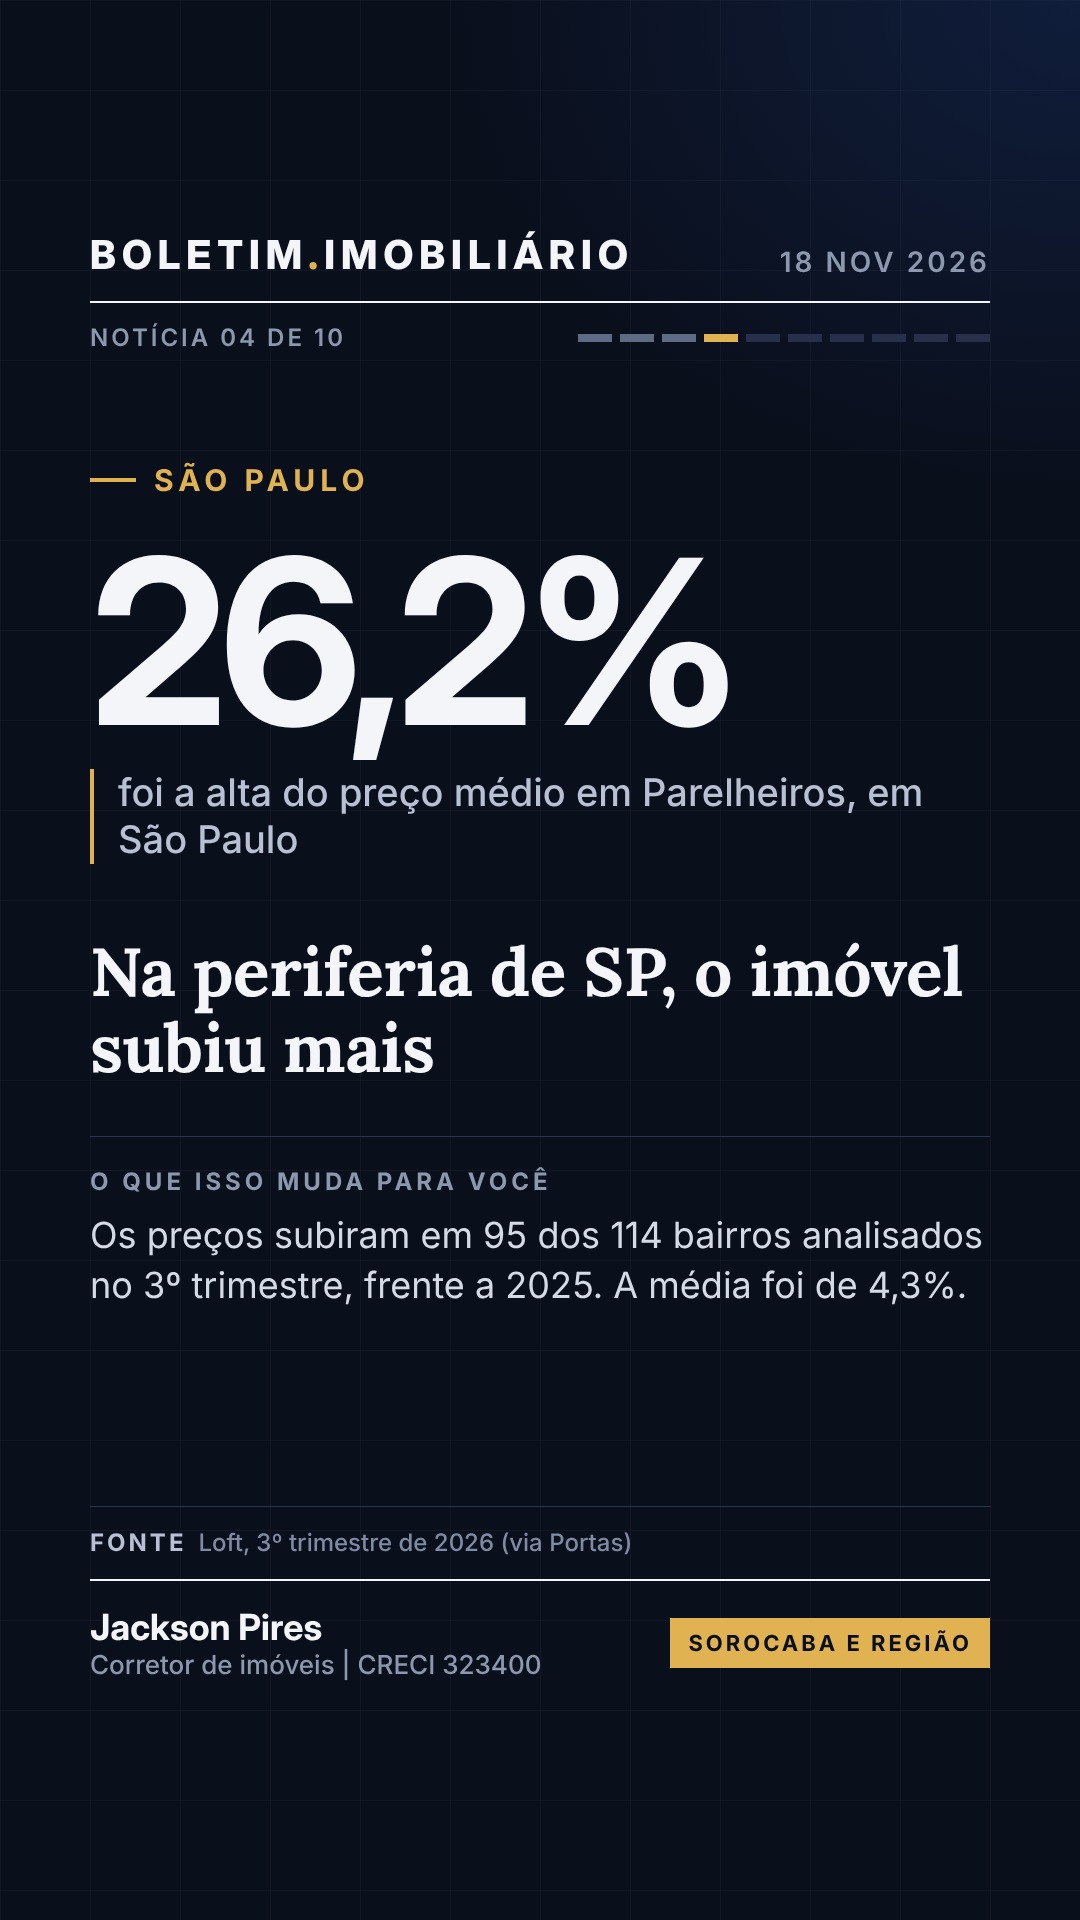 BOLETIM.IMOBILIÁRIO
18 NOV 2026
NOTÍCIA 04 DE 10
SÃO PAULO
26,2%
foi a alta do preço médio em Parelheiros, em
São Paulo
Na periferia de SP, o imóvel
subiu mais
O QUE ISSO MUDA PARA VOCÊ
Os preços subiram em 95 dos 114 bairros analisados
no 3º trimestre, frente a 2025. A média foi de 4,3%.
FONTE Loft, 3º trimestre de 2026 (via Portas)
Jackson Pires
Corretor de imóveis | CRECI 323400
SOROCABA E REGIÃO